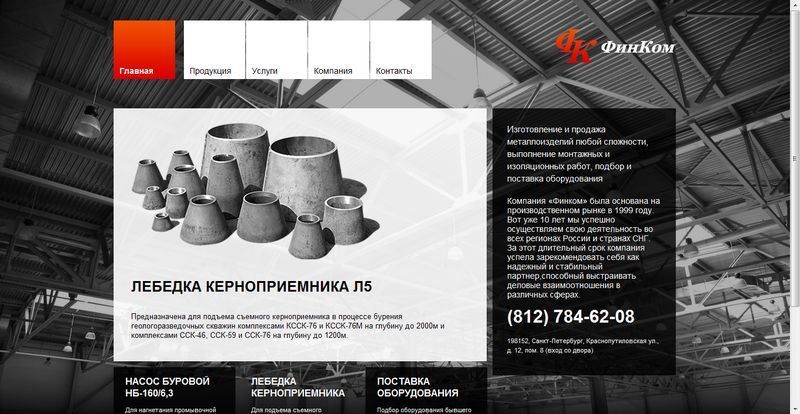 Главная
Продукция
Услуги
Компания
Контакты
ФК ФинКом
Изготовление и продажа
металлоизделий любой сложности,
выполнение монтажных и
изоляционных работ, подбор и
поставка оборудования
Компания «Финком» была основана на
производственном рынке в 1999 году.
Вот уже 10 лет мы успешно
осуществляем свою деятельность во
всех регионах России и странах СНГ.
За этот длительный срок компания
успела зарекомендовать себя как
надежный и стабильный
партнер,способный выстраивать
деловые взаимоотношения в
различных сферах.
(812) 784-62-08
198152, Санкт-Петербург, Краснопутиловская ул.,
д. 12, пом. 8 (вход со двора)
ЛЕБЕДКА КЕРНОПРИЕМНИКА Л5
Предназначена для подъема съемного керноприемника в процессе бурения
геологоразведочных скважин комплексами КССК-76 и КССК-76М на глубину до 2000м и
комплексами ССК-46, ССК-59 и ССК-76 на глубину до 1200м.
НАСОС БУРОВОЙ
НБ-160/6,3
Для нагнетания промывочной
ЛЕБЕДКА
КЕРНОПРИЕМНИКА
Для подъема съемного
ПОСТАВКА
ОБОРУДОВАНИЯ
Подбор оборудования бывшего